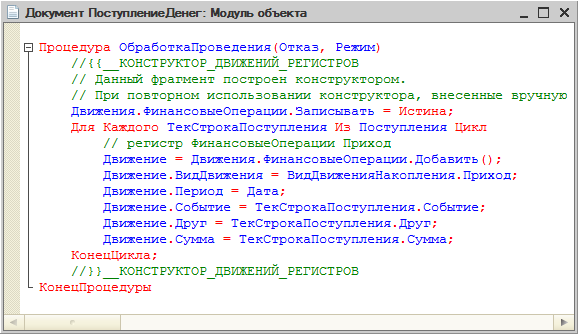 Документ ПоступлениеДенег: Модуль объекта
Процедура ОбработкаПроведения(Отказ, Режим)
//{{__КОНСТРУКТОР_ДВИЖЕНИЙ_РЕГИСТРОВ
// Данный фрагмент построен конструктором.
// При повторном использовании конструктора, внесенные вручную
Движения.ФинансовыеОперации.Записывать = Истина;
Для Каждого ТекСтрокаПоступления Из Поступления Цикл
// регистр ФинансовыеОперации Приход
Движение = Движения.ФинансовыеОперации.Добавить();
Движение.ВидДвижения = ВидДвиженияНакопления.Приход;
Движение.Период = Дата;
Движение.Событие = ТекСтрокаПоступления.Событие;
Движение.Друг = ТекСтрокаПоступления.Друг;
Движение.Сумма = ТекСтрокаПоступления.Сумма;
КонецЦикла;
//}}__КОНСТРУКТОР_ДВИЖЕНИЙ_РЕГИСТРОВ
КонецПроцедуры